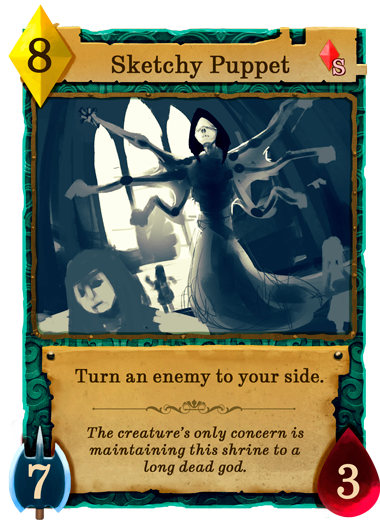 8
Sketchy Puppet
S
Turn an enemy to your side.
The creature's only concern is
maintaining this shrine to a
long dead god.
7
3